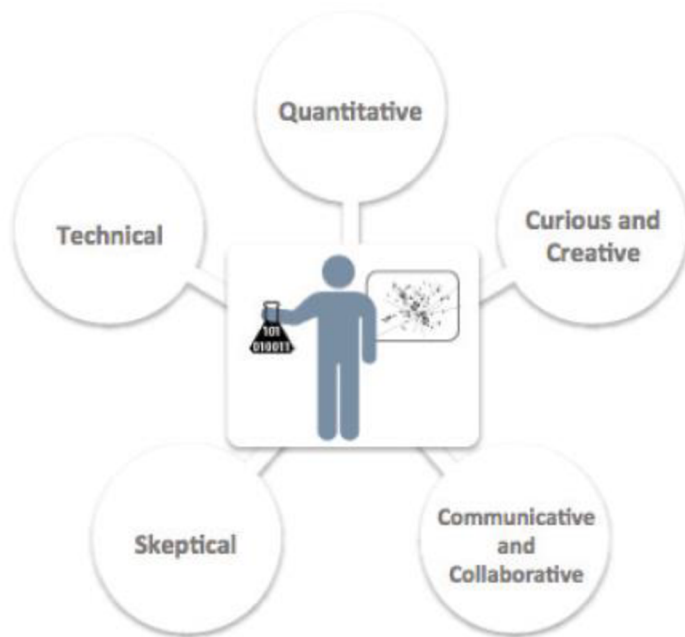 Quantitative
Technical
Curious and
Creative
101
010011
Skeptical
Communicative
and
Collaborative